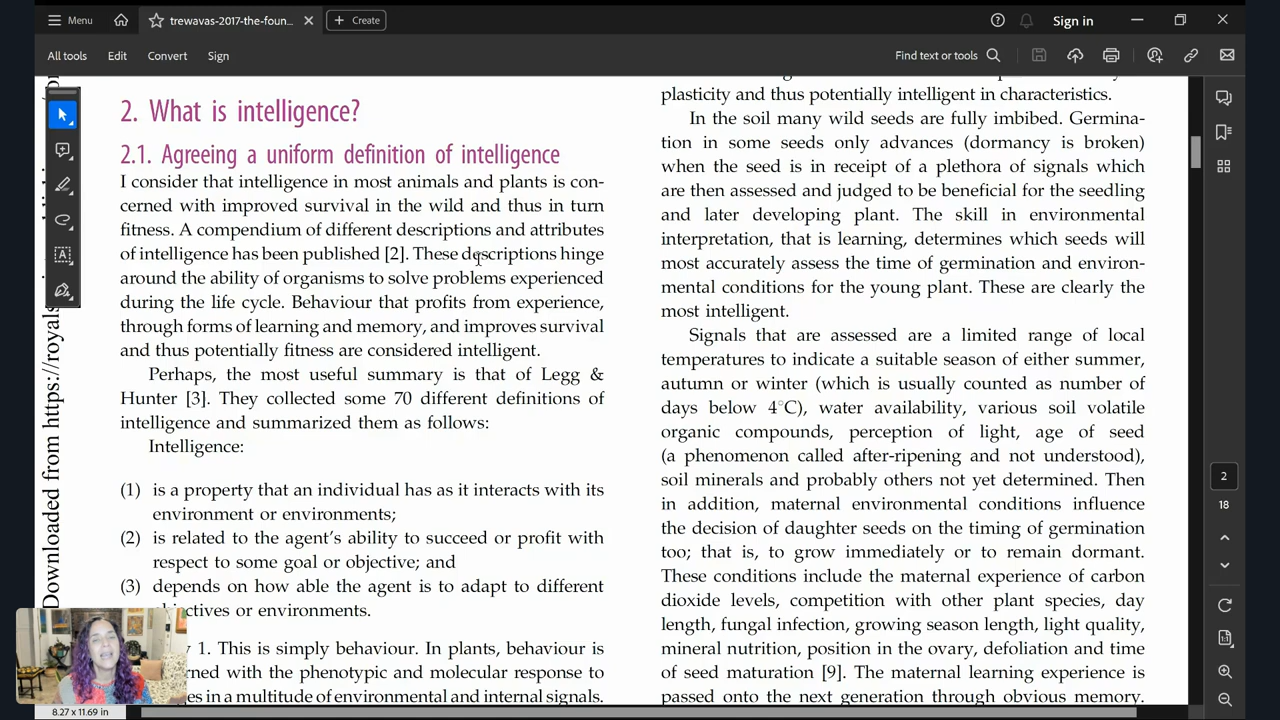 Menu
trewavas-2017-the-foun...
Create
Sign in
All tools
Edit
Convert
Sign
Find text or tools
Downloaded from https://royals
2. What is intelligence?
2.1. Agreeing a uniform definition of intelligence
I consider that intelligence in most animals and plants is con-
cerned with improved survival in the wild and thus in turn
fitness. A compendium of different descriptions and attributes
of intelligence has been published [2]. These descriptions hinge
around the ability of organisms to solve problems experienced
during the life cycle. Behaviour that profits from experience,
through forms of learning and memory, and improves survival
and thus potentially fitness are considered intelligent.
Perhaps, the most useful summary is that of Legg &
Hunter [3]. They collected some 70 different definitions of
intelligence and summarized them as follows:
Intelligence:
(1) is a property that an individual has as it interacts with its
environment or environments;
(2) is related to the agent's ability to succeed or profit with
respect to some goal or objective; and
(3) depends on how able the agent is to adapt to different
objectives or environments.
1. This is simply behaviour. In plants, behaviour is
rned with the phenotypic and molecular response to
es in a multitude of environmental and internal signals.
plasticity and thus potentially intelligent in characteristics.
In the soil many wild seeds are fully imbibed. Germina-
tion in some seeds only advances (dormancy is broken)
when the seed is in receipt of a plethora of signals which
are then assessed and judged to be beneficial for the seedling
and later developing plant. The skill in environmental
interpretation, that is learning, determines which seeds will
most accurately assess the time of germination and environ-
mental conditions for the young plant. These are clearly the
most intelligent.
Signals that are assessed are a limited range of local
temperatures to indicate a suitable season of either summer,
autumn or winter (which is usually counted as number of
days below 4°C), water availability, various soil volatile
organic compounds, perception of light, age of seed
(a phenomenon called after-ripening and not understood),
soil minerals and probably others not yet determined. Then
in addition, maternal environmental conditions influence
the decision of daughter seeds on the timing of germination
too; that is, to grow immediately or to remain dormant.
These conditions include the maternal experience of carbon
dioxide levels, competition with other plant species, day
length, fungal infection, growing season length, light quality,
mineral nutrition, position in the ovary, defoliation and time
of seed maturation [9]. The maternal learning experience is
passed onto the next generation through obvious memory.
2
18
8.27 x 11.69 in